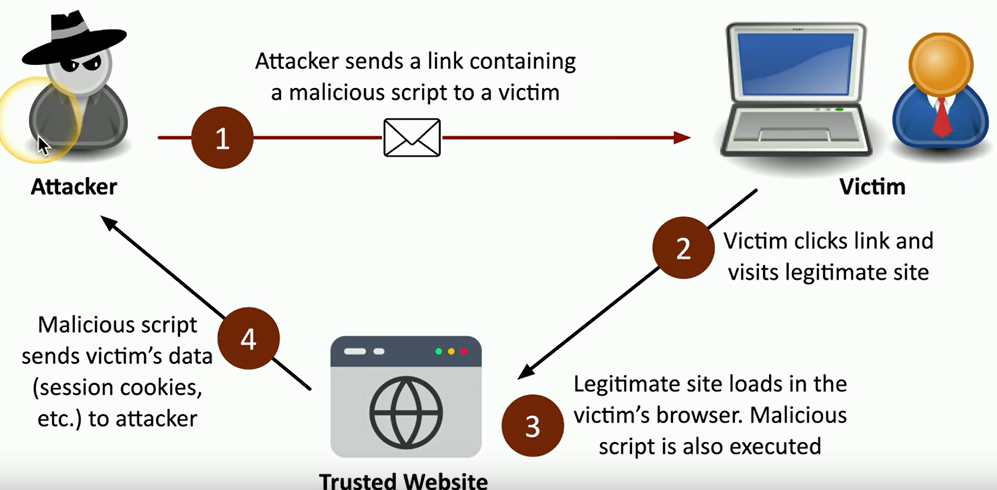 Attacker sends a link containing
a malicious script to a victim
1
Attacker
Victim
2
Victim clicks link and
visits legitimate site
Malicious script
sends victim's data
(session cookies,
etc.) to attacker
4
3
Legitimate site loads in the
victim's browser. Malicious
script is also executed
Trusted Website